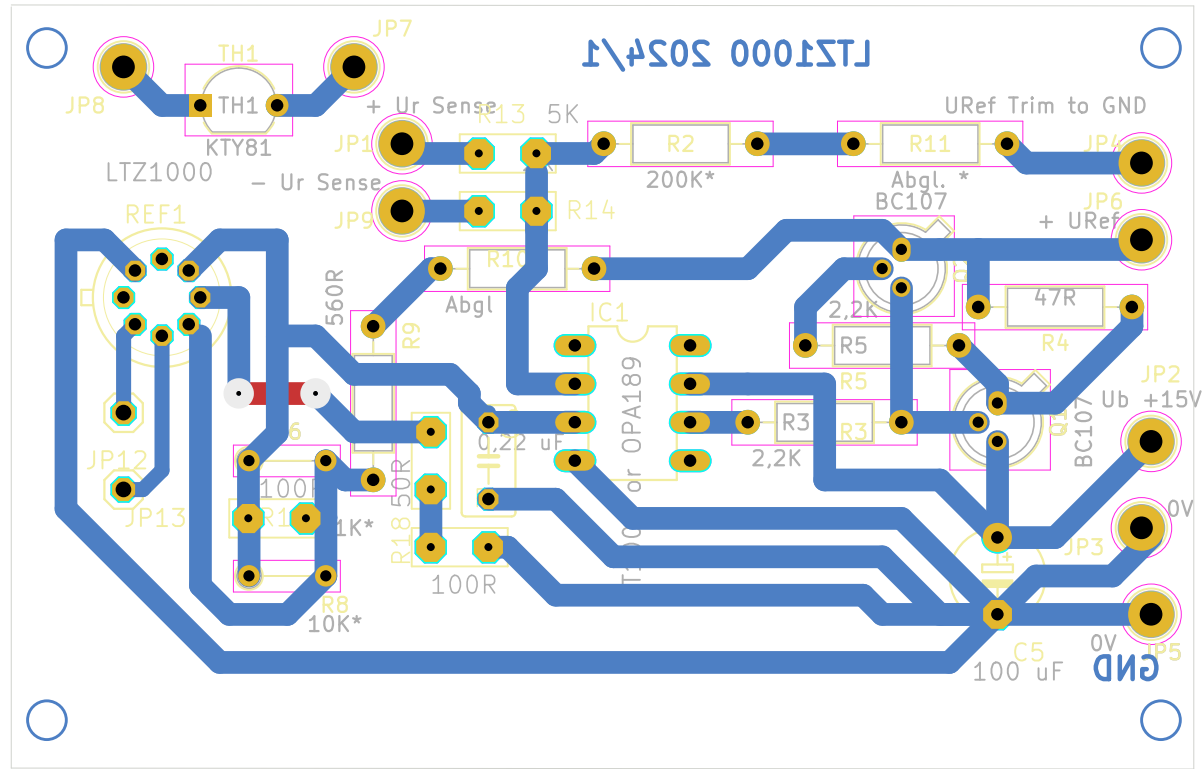 LTZ1000 2024/1
JP7
TH1
JP8
TH1
KTY81
+ Ur Sense
R13
5K
URef Trim to GND
JP1
R2
R11
JP4
LTZ1000
- Ur Sense
200K*
Abgl. *
BC107
JP6
REF1
JP9
R14
+ URef
R10
Abgl
560R
IC1
2,2K
47R
R9
R5
R4
R5
JP2
Ub +15V
R3
R3
BC107
0,22 uF
2,2K
JP12
100R
50R
or OPA189
0V
JP13
1K*
R18
JP3
100R
R8
10K*
0V
JP5
C5
GND
100 uF